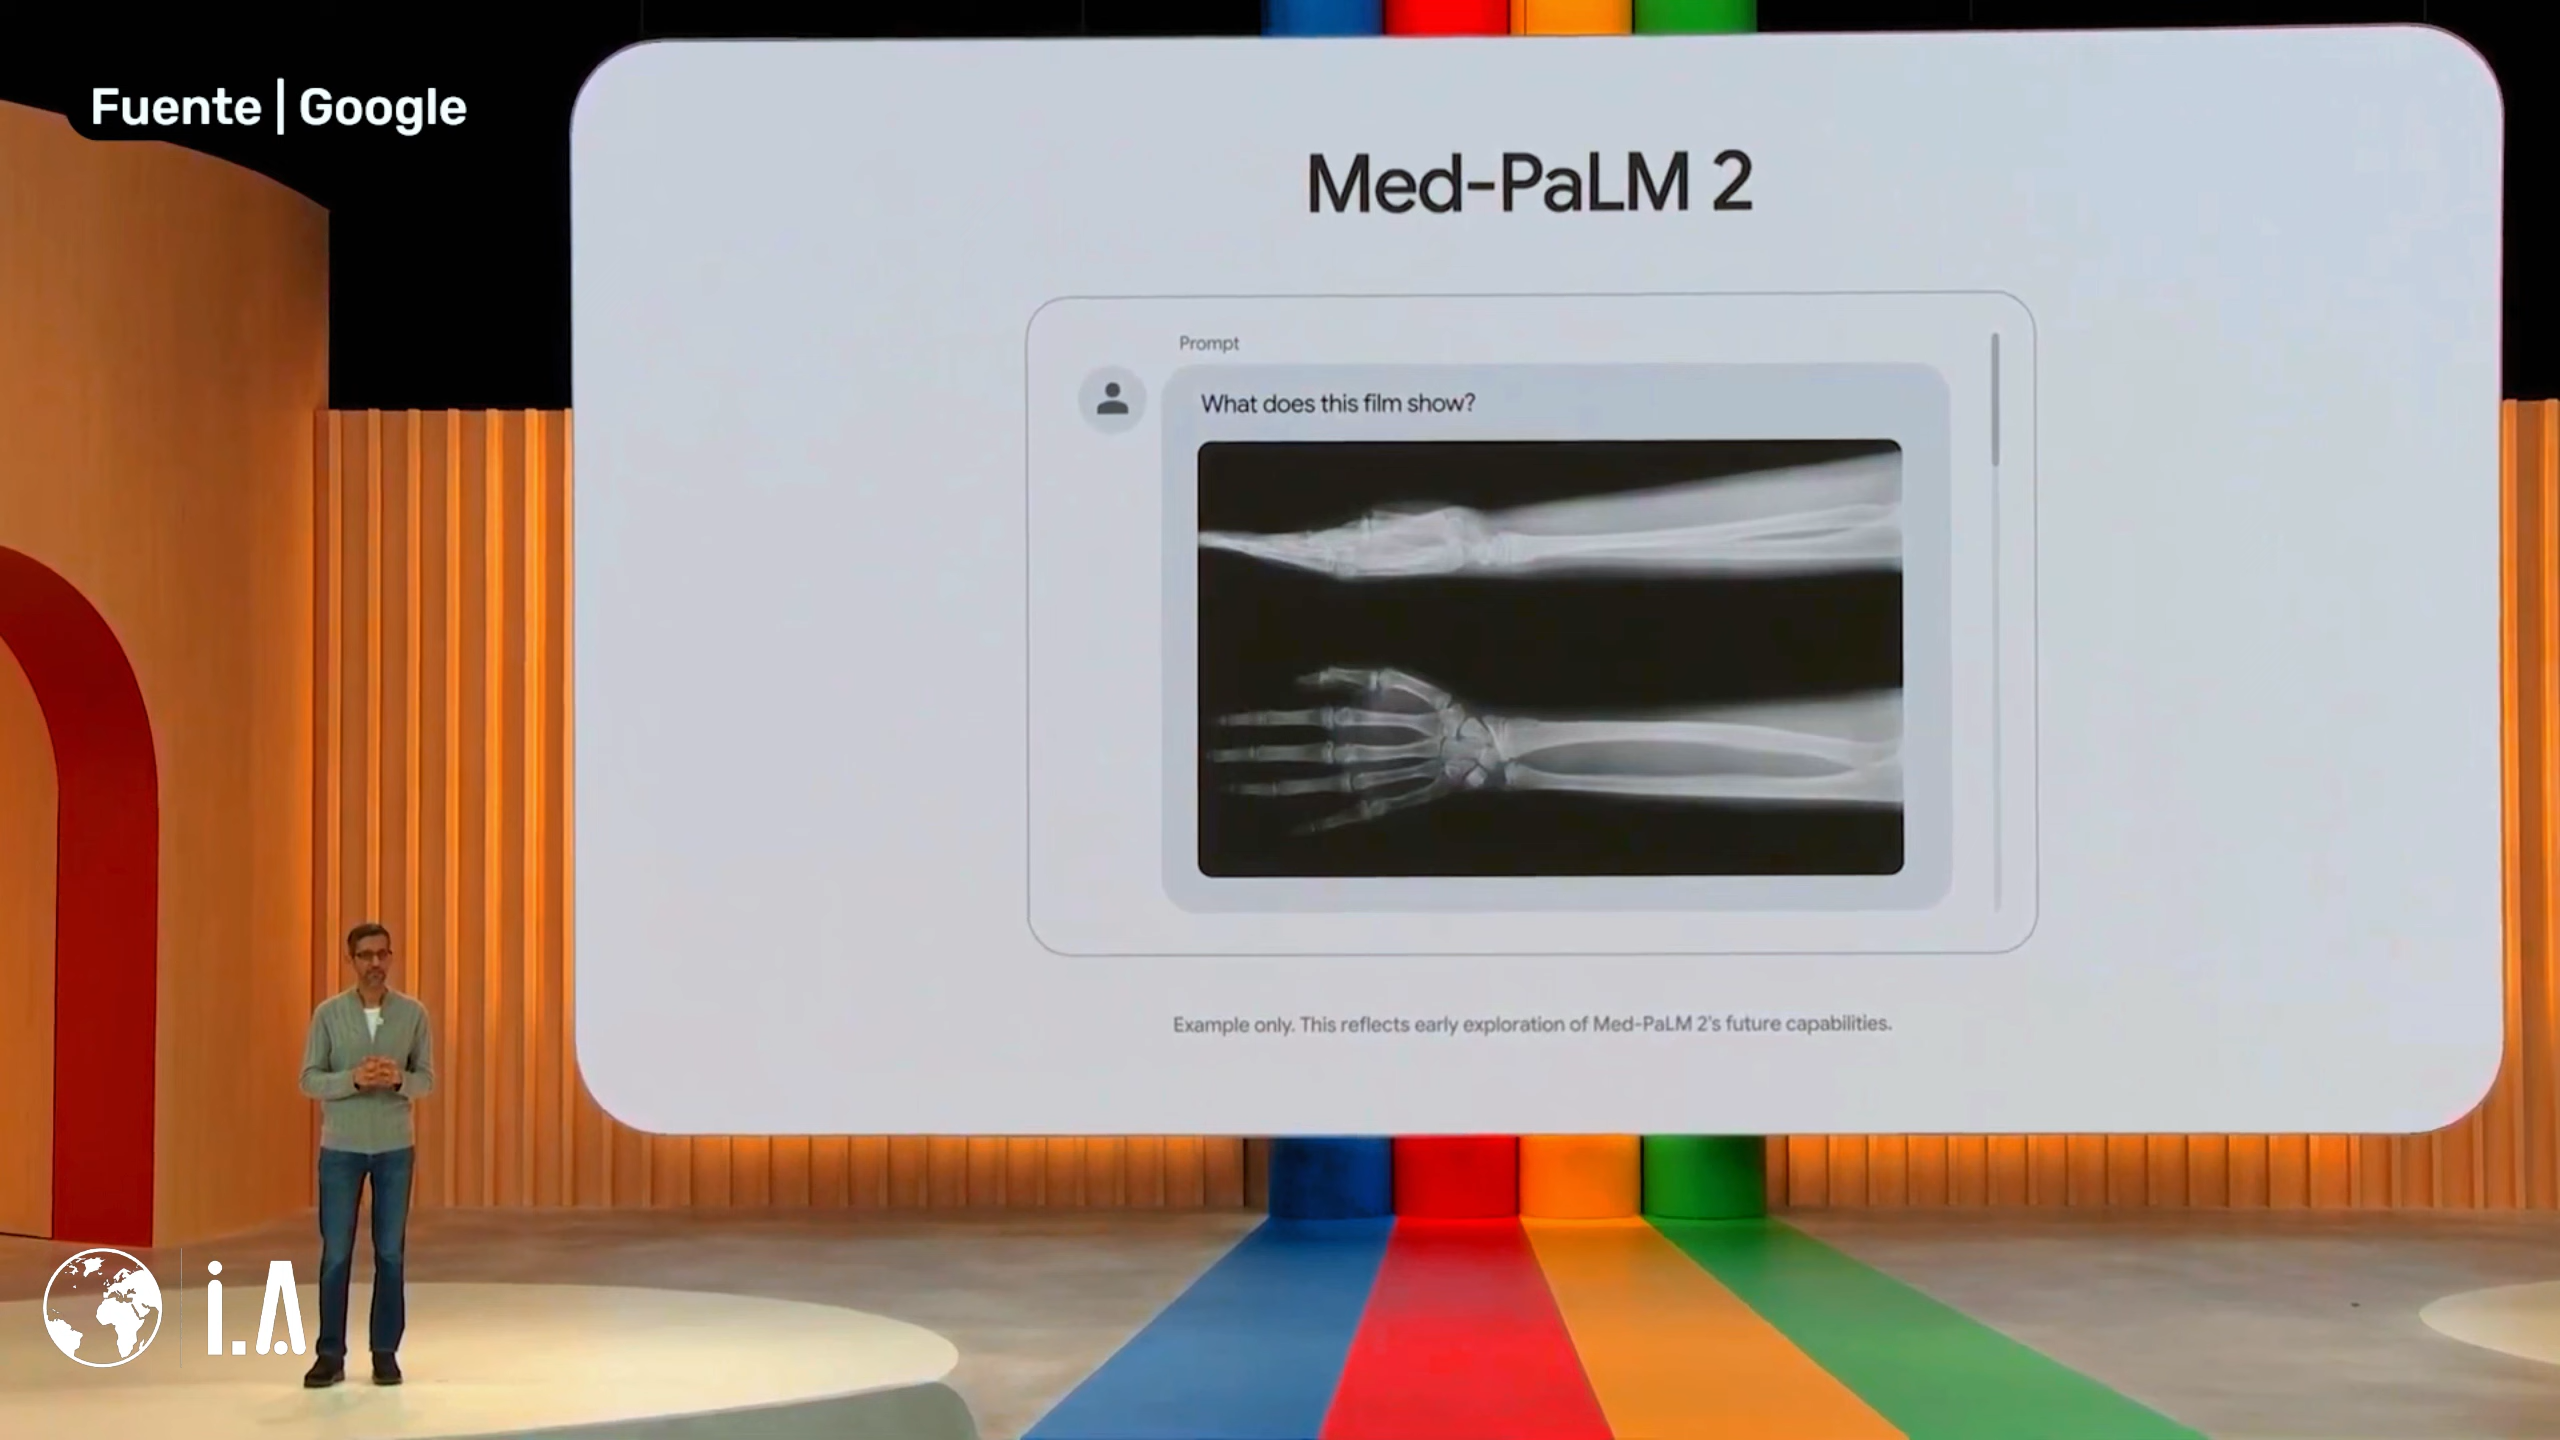 Fuente | Google
Med-PaLM 2
Prompt
What does this film show?
Example only. This reflects early exploration of Med-PaLM 2's future capabilities.
i.A